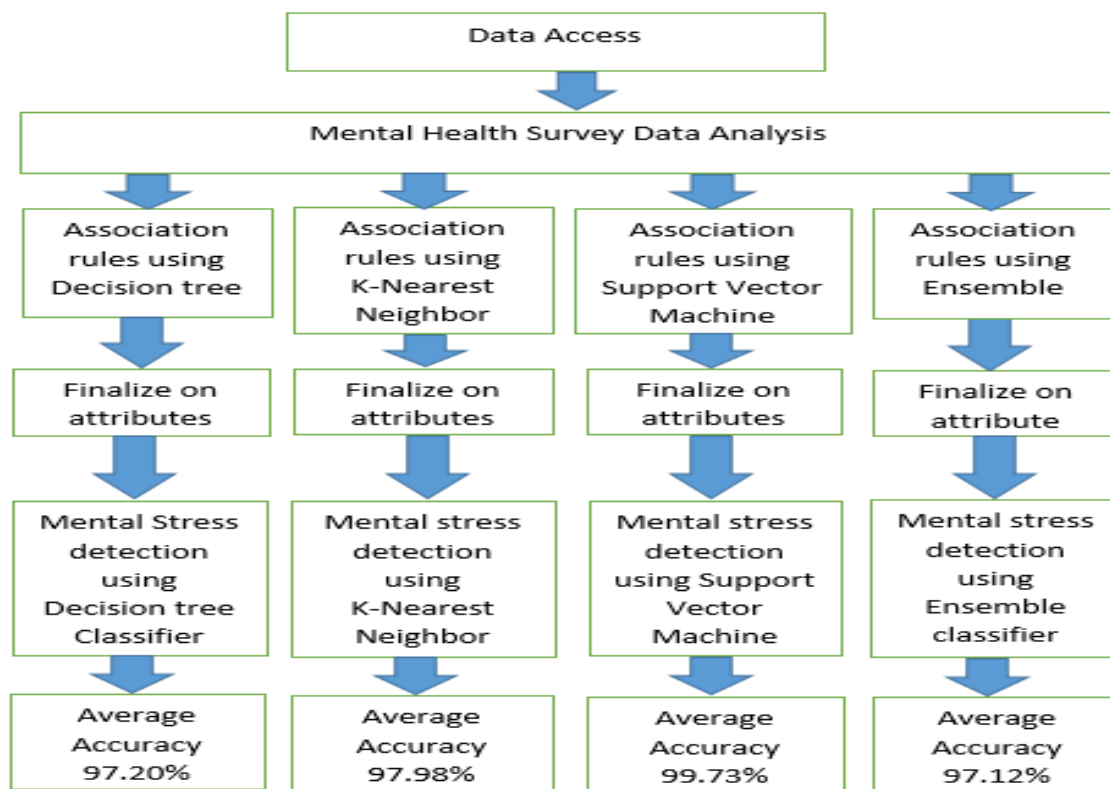 Data Access
Mental Health Survey Data Analysis
Association
rules using
Decision tree
Association
rules using
K-Nearest
Neighbor
Association
rules using
Support Vector
Machine
Association
rules using
Ensemble
Finalize on
attributes
Finalize on
attributes
Finalize on
attributes
Finalize on
attribute
Mental Stress
detection
using
Decision tree
Classifier
Mental stress
detection
using
K-Nearest
Neighbor
Mental stress
detection
using Support
Vector
Machine
Mental stress
detection
using
Ensemble
classifier
Average
Accuracy
97.20%
Average
Accuracy
97.98%
Average
Accuracy
99.73%
Average
Accuracy
97.12%